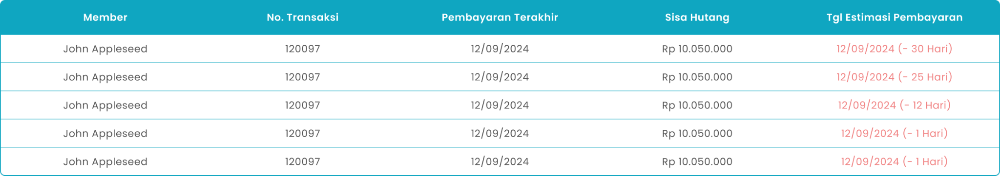 Member No. Transaksi Pembayaran Terakhir Sisa Hutang Tgl Estimasi Pembayaran
John Appleseed 120097 12/09/2024 Rp 10.050.000 12/09/2024 (- 30 Hari)
John Appleseed 120097 12/09/2024 Rp 10.050.000 12/09/2024 (- 25 Hari)
John Appleseed 120097 12/09/2024 Rp 10.050.000 12/09/2024 (- 12 Hari)
John Appleseed 120097 12/09/2024 Rp 10.050.000 12/09/2024 (- 1 Hari)
John Appleseed 120097 12/09/2024 Rp 10.050.000 12/09/2024 (- 1 Hari)